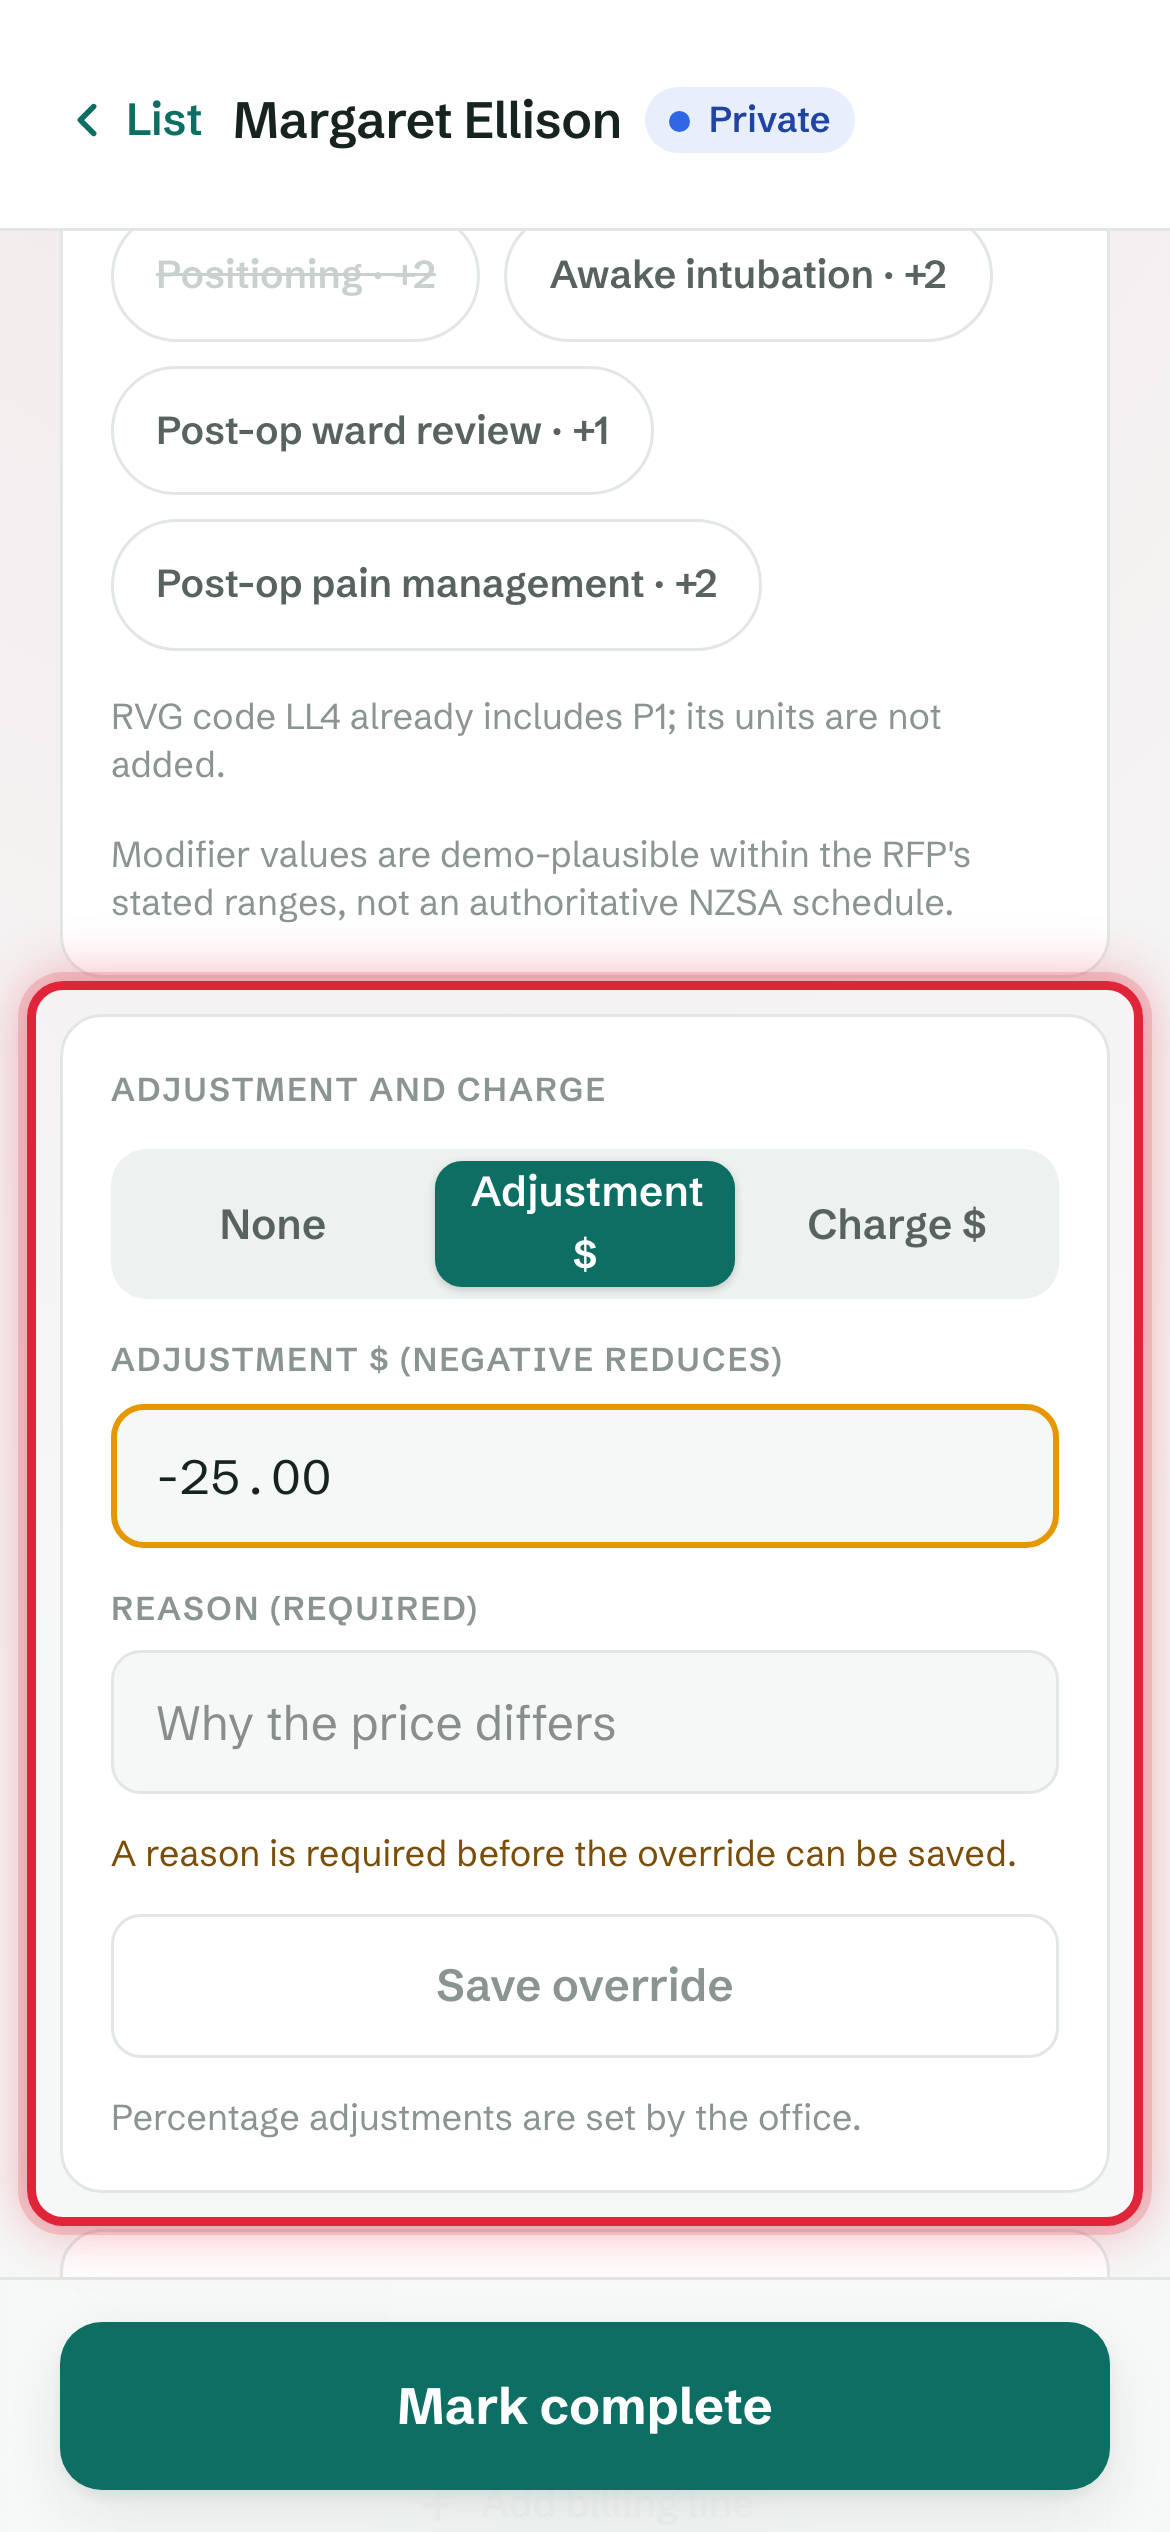 List Margaret Ellison Private
Positioning · +2 Awake intubation · +2
Post-op ward review · +1
Post-op pain management · +2
RVG code LL4 already includes P1; its units are not
added.
Modifier values are demo-plausible within the RFP's
stated ranges, not an authoritative NZSA schedule.
ADJUSTMENT AND CHARGE
None Adjustment $ Charge $
ADJUSTMENT $ (NEGATIVE REDUCES)
-25.00
REASON (REQUIRED)
Why the price differs
A reason is required before the override can be saved.
Save override
Percentage adjustments are set by the office.
Mark complete
+ Add billing line